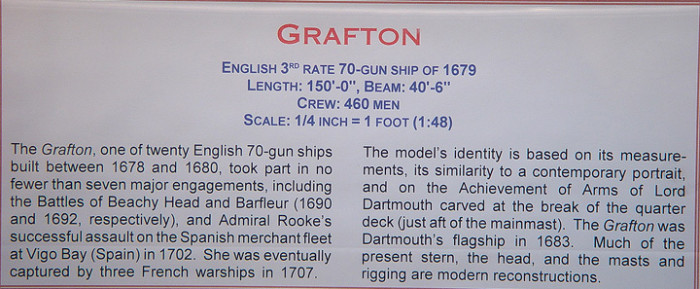 GRAFTON
ENGLISH 3RD RATE 70-GUN SHIP OF 1679
LENGTH: 150'-0", BEAM: 40'-6"
CREW: 460 MEN
SCALE: 1/4 INCH = 1 FOOT (1:48)
The Grafton, one of twenty English 70-gun ships
built between 1678 and 1680, took part in no
fewer than seven major engagements, including
the Battles of Beachy Head and Barfleur (1690
and 1692, respectively), and Admiral Rooke's
successful assault on the Spanish merchant fleet
at Vigo Bay (Spain) in 1702. She was eventually
captured by three French warships in 1707.
The model's identity is based on its measure-
ments, its similarity to a contemporary portrait,
and on the Achievement of Arms of Lord
Dartmouth carved at the break of the quarter
deck (just aft of the mainmast). The Grafton was
Dartmouth's flagship in 1683. Much of the
present stern, the head, and the masts and
rigging are modern reconstructions.